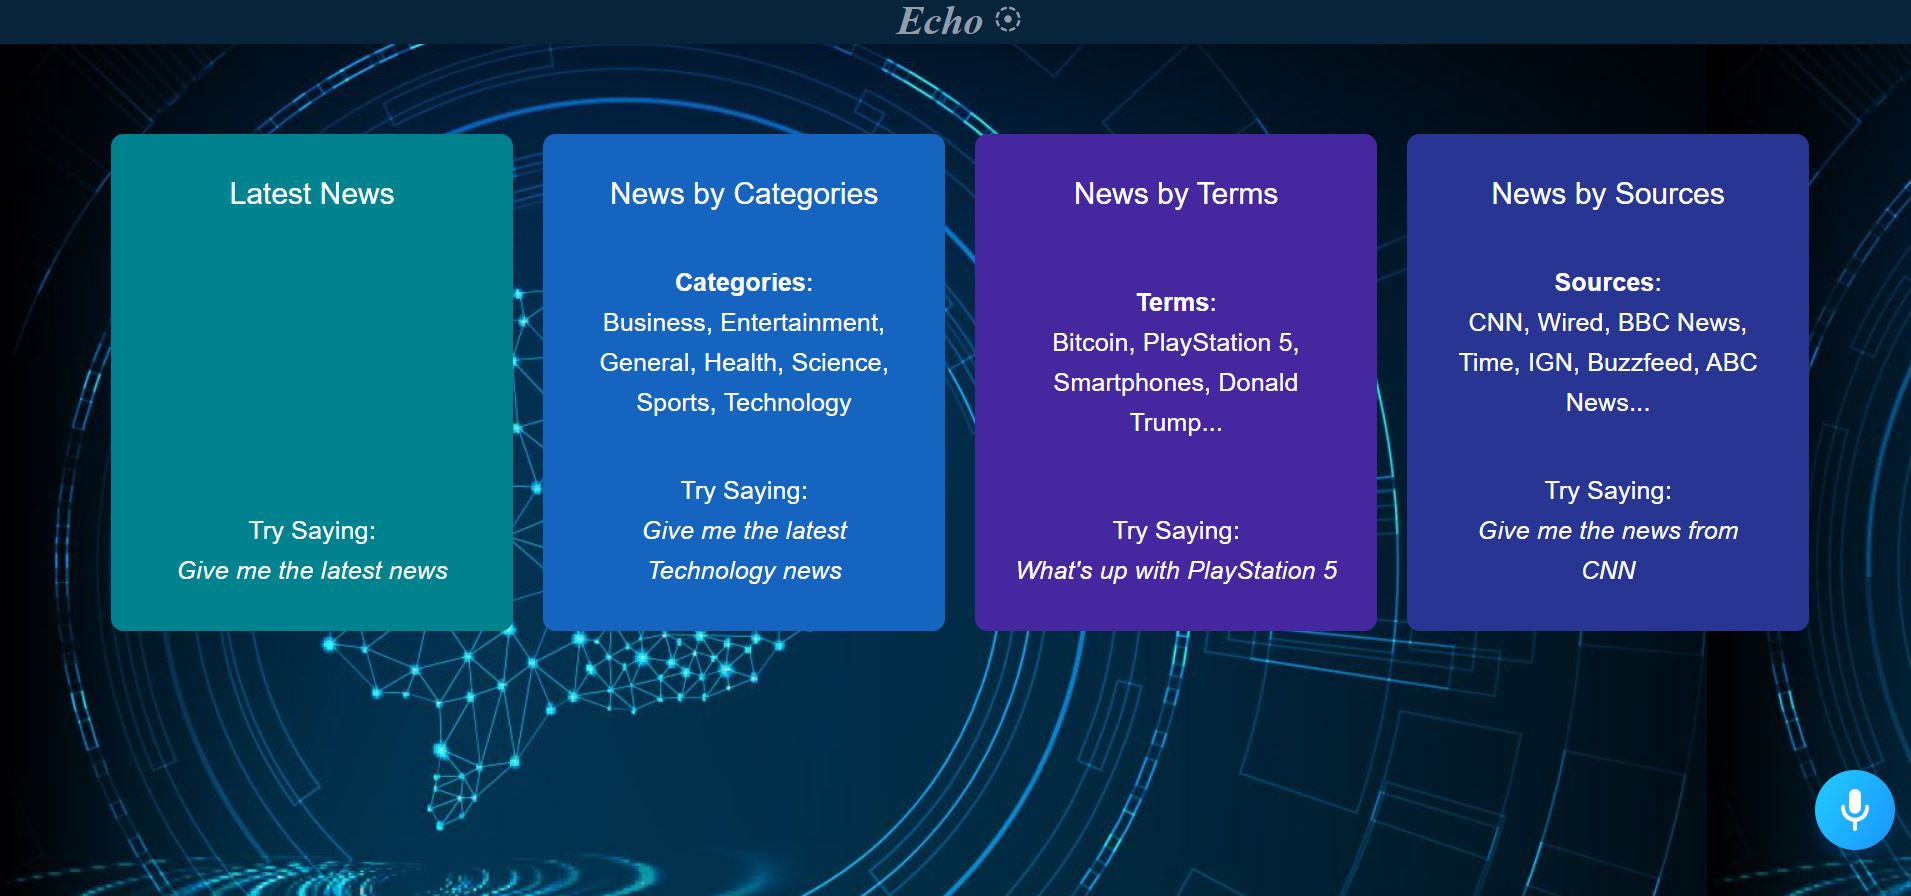 Echo
Latest News
Try Saying:
Give me the latest news
News by Categories
Categories:
Business, Entertainment,
General, Health, Science,
Sports, Technology
Try Saying:
Give me the latest
Technology news
News by Terms
Terms:
Bitcoin, PlayStation 5,
Smartphones, Donald
Trump...
Try Saying:
What's up with PlayStation 5
News by Sources
Sources:
CNN, Wired, BBC News,
Time, IGN, Buzzfeed, ABC
News...
Try Saying:
Give me the news from
CNN